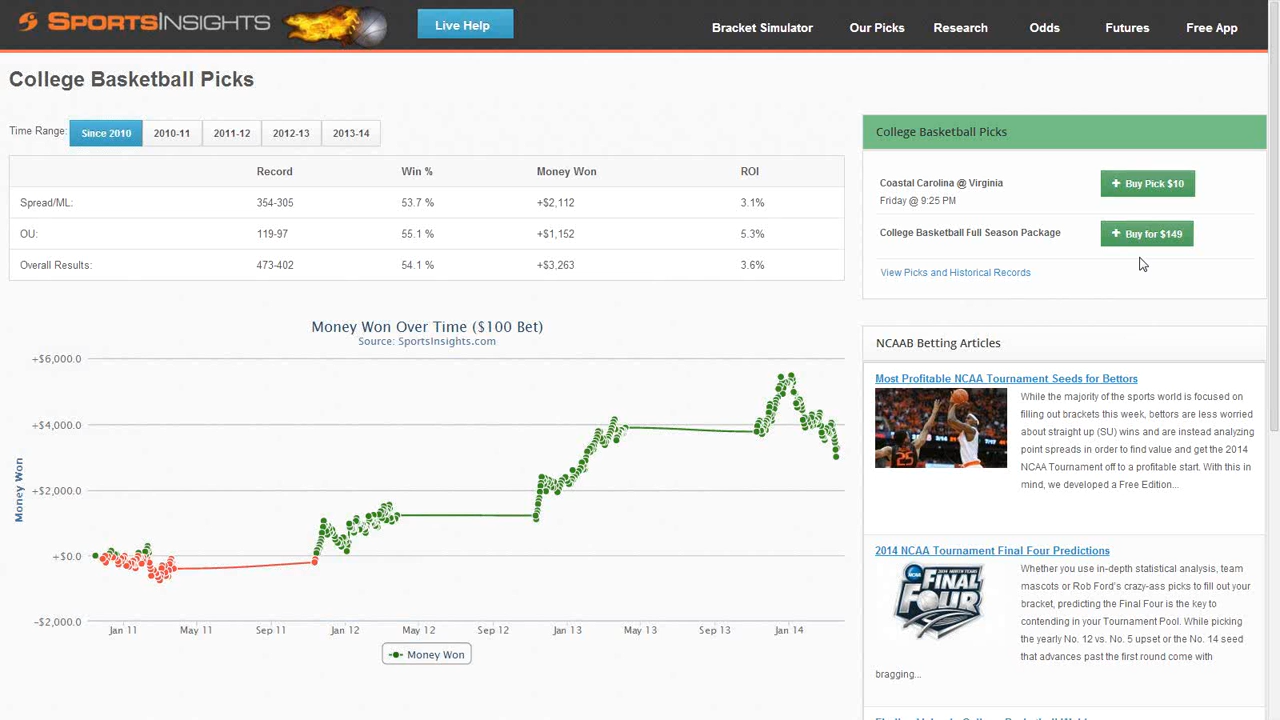 SPORTSINSIGHTS
Live Help
Bracket Simulator Our Picks Research Odds Futures Free App
College Basketball Picks
Time Range: Since 2010 2010-11 2011-12 2012-13 2013-14
Record Win % Money Won ROI
Spread/ML: 354-305 53.7 % +$2,112 3.1%
OU: 119-97 55.1 % +$1,152 5.3%
Overall Results: 473-402 54.1 % +$3,263 3.6%
Money Won Over Time ($100 Bet)
Source: SportsInsights.com
Money Won
+$6,000.0
+$4,000.0
+$2,000.0
+$0.0
-$2,000.0
Jan 11 May 11 Sep 11 Jan 12 May 12 Sep 12 Jan 13 May 13 Sep 13 Jan 14
Money Won
College Basketball Picks
Coastal Carolina @ Virginia
Friday @ 9:25 PM
+ Buy Pick $10
College Basketball Full Season Package
+ Buy for $149
View Picks and Historical Records
NCAAB Betting Articles
Most Profitable NCAA Tournament Seeds for Bettors
While the majority of the sports world is focused on
filling out brackets this week, bettors are less worried
about straight up (SU) wins and are instead analyzing
point spreads in order to find value and get the 2014
NCAA Tournament off to a profitable start. With this in
mind, we developed a Free Edition...
25
2014 NCAA Tournament Final Four Predictions
NCAA
FINAL
FOUR
Whether you use in-depth statistical analysis, team
mascots or Rob Ford's crazy-ass picks to fill out your
bracket, predicting the Final Four is the key to
contending in your Tournament Pool. While picking
the yearly No. 12 vs. No. 5 upset or the No. 14 seed
that advances past the first round come with
bragging...